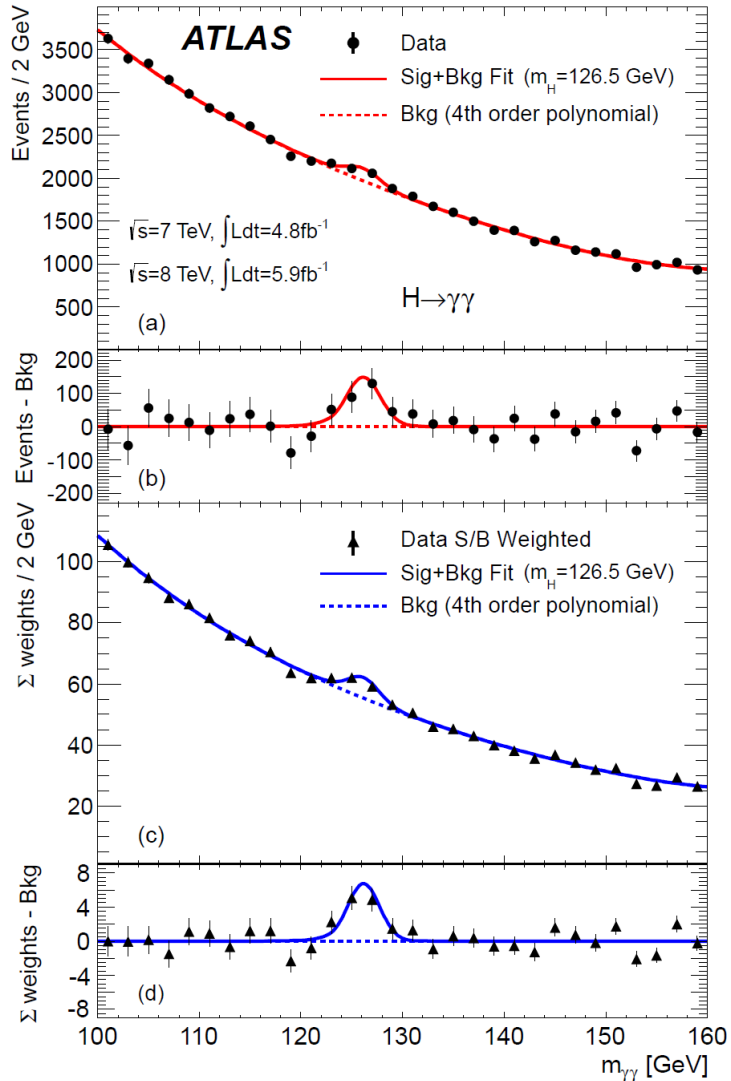 ATLAS
Data
Sig+Bkg Fit (m_H=126.5 GeV)
Bkg (4th order polynomial)
Events / 2 GeV
3500
3000
2500
2000
1500
1000
500
√s=7 TeV, ∫Ldt=4.8fb⁻¹
√s=8 TeV, ∫Ldt=5.9fb⁻¹
H→γγ
(a)
Events - Bkg
200
100
0
-100
-200
(b)
Σ weights / 2 GeV
100
80
60
40
20
Data S/B Weighted
Sig+Bkg Fit (m_H=126.5 GeV)
Bkg (4th order polynomial)
(c)
Σ weights - Bkg
8
4
0
-4
-8
(d)
100 110 120 130 140 150 160
m_γγ [GeV]